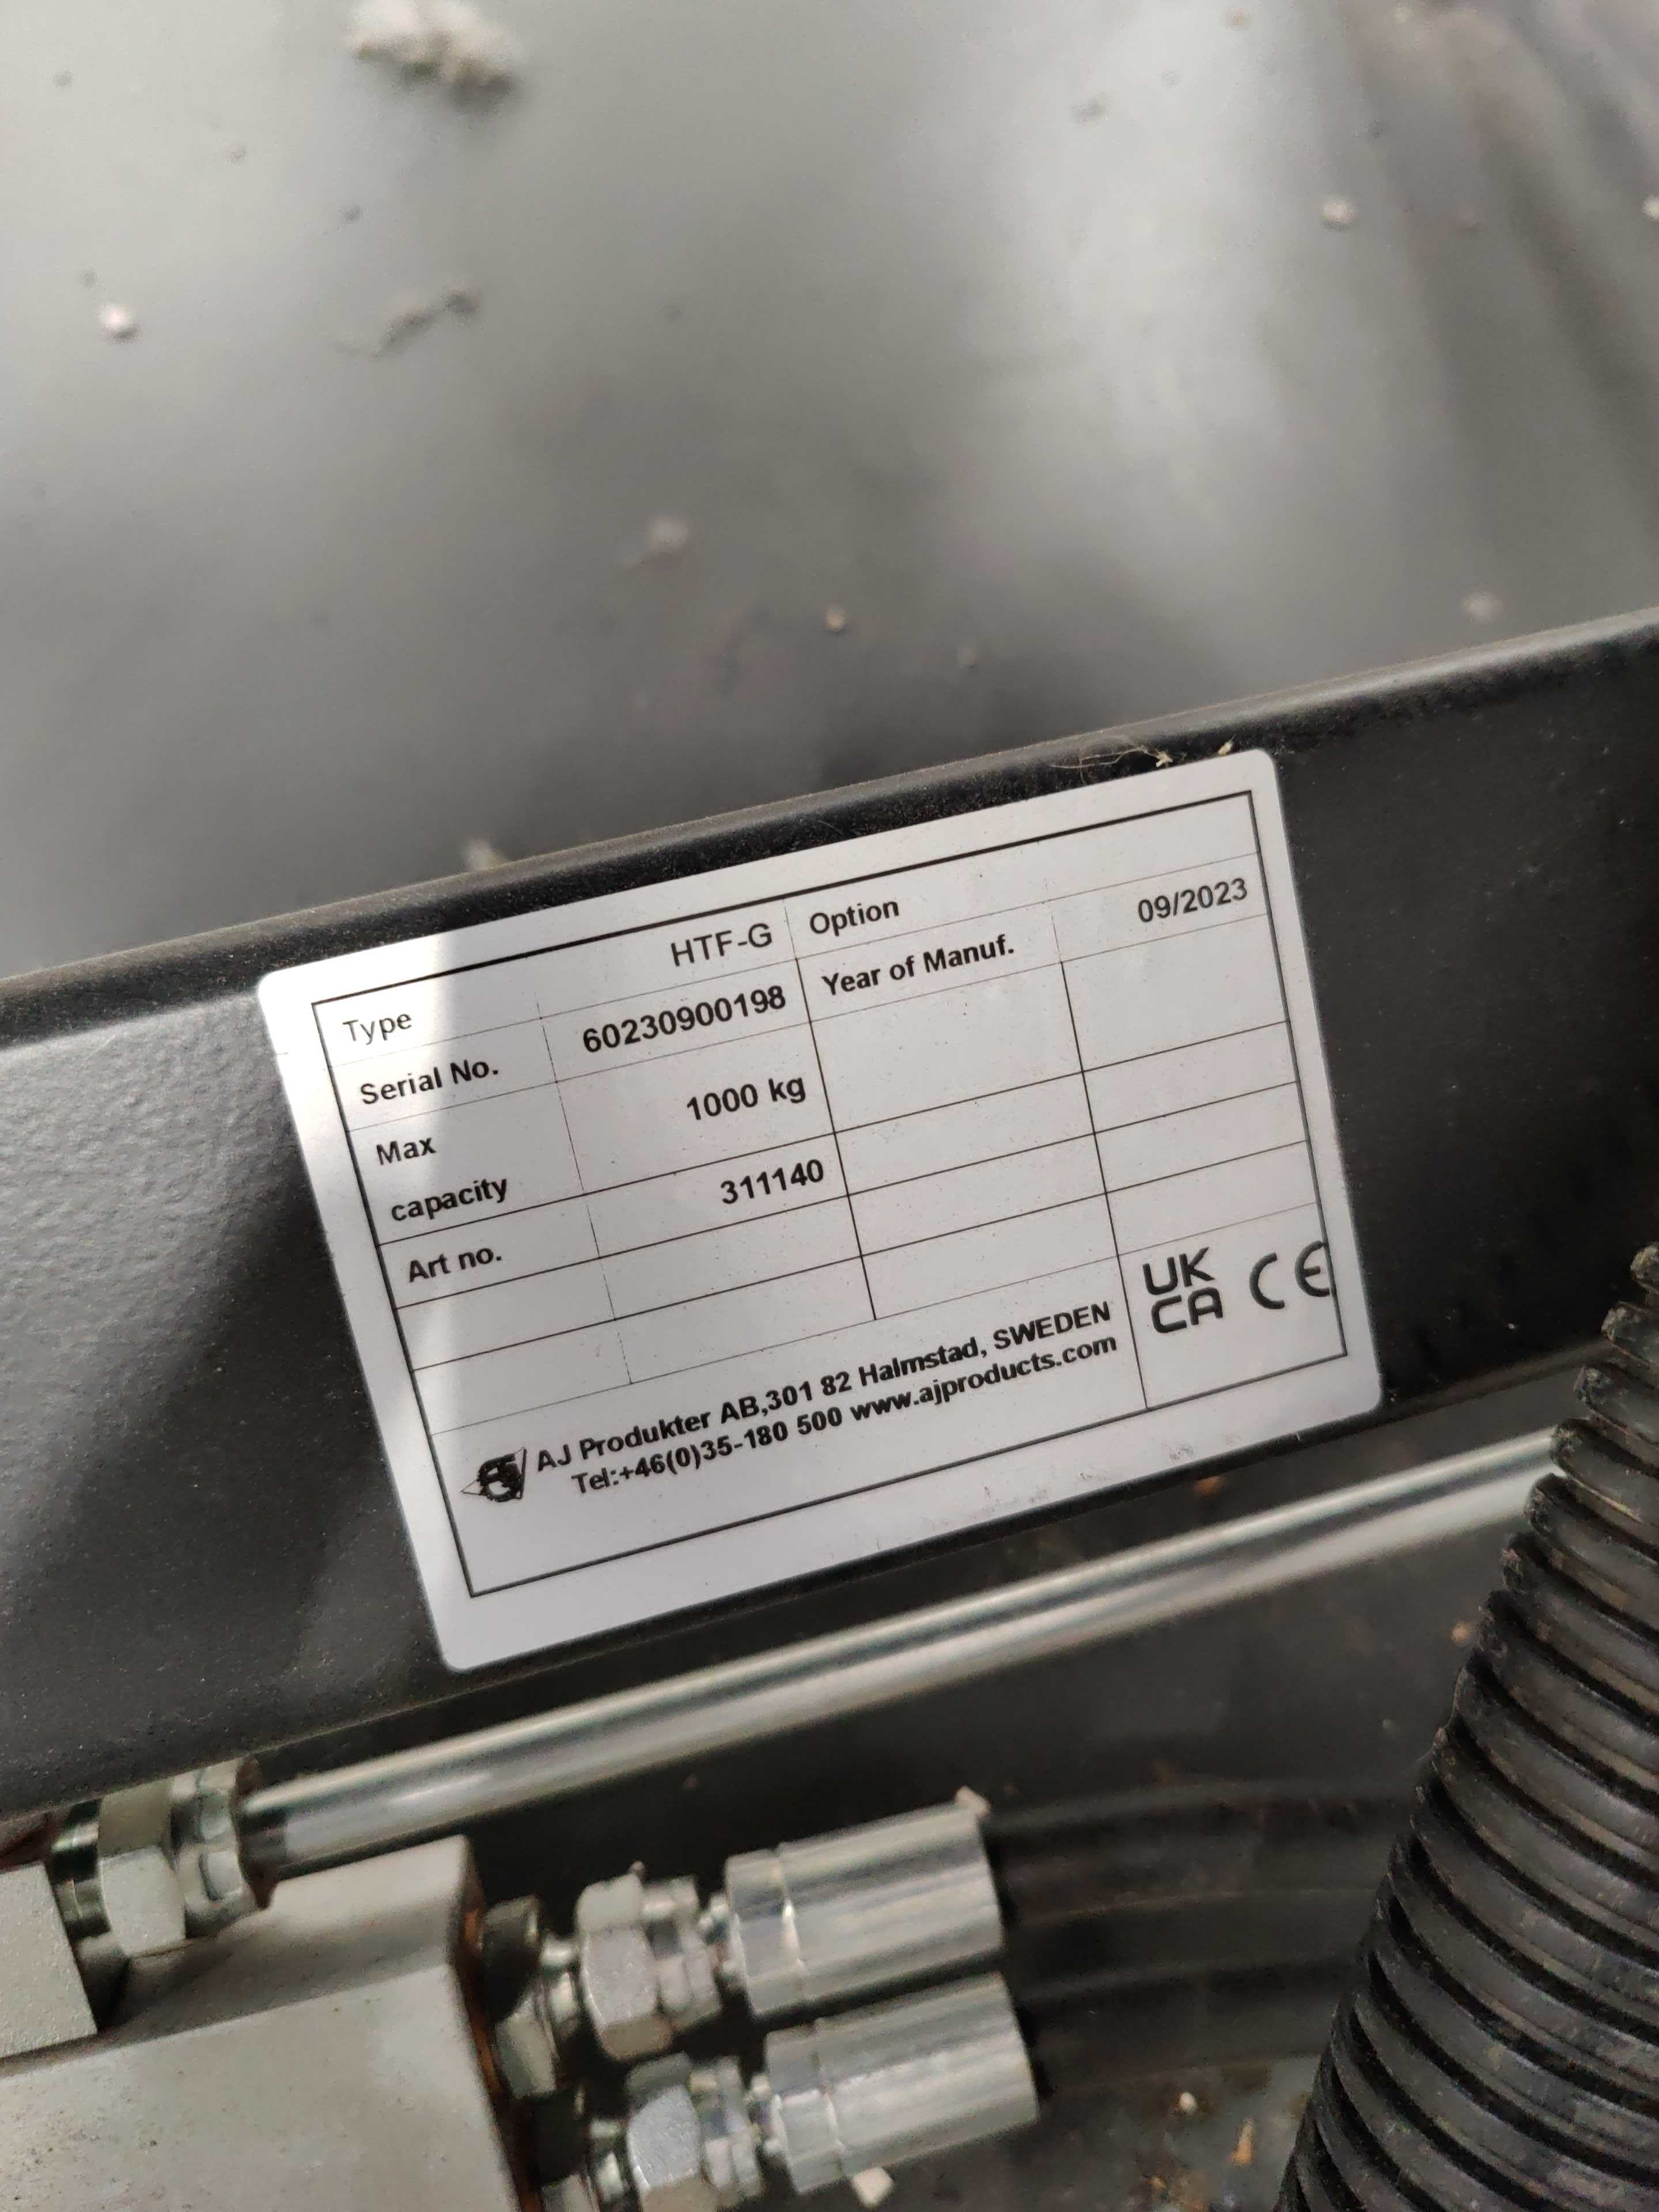 Type HTF-G Option
Serial No. 60230900198 Year of Manuf. 09/2023
Max
capacity 1000 kg
Art no. 311140
AJ Produkter AB,301 82 Halmstad, SWEDEN
Tel:+46(0)35-180 500 www.ajproducts.com
UK
CA CE